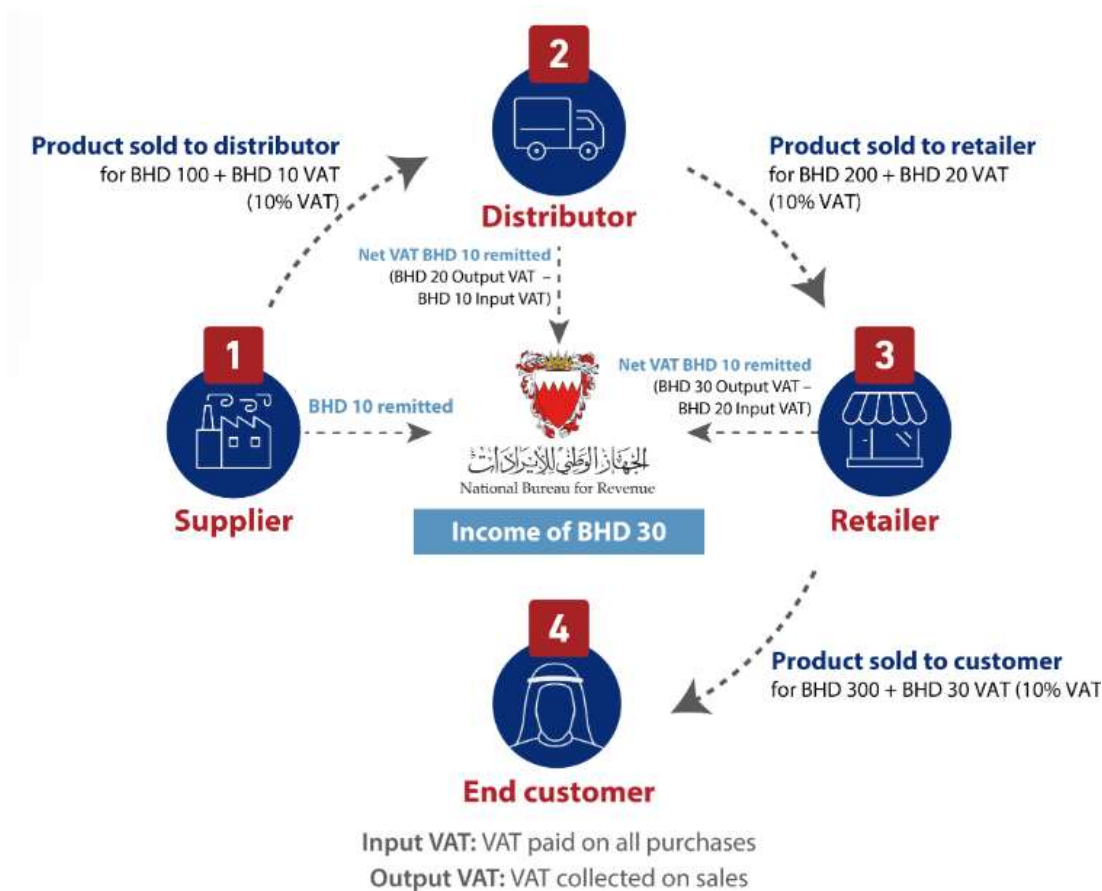 2
Product sold to distributor
for BHD 100 + BHD 10 VAT
(10% VAT)
Product sold to retailer
for BHD 200 + BHD 20 VAT
(10% VAT)
Distributor
Net VAT BHD 10 remitted
(BHD 20 Output VAT –
BHD 10 Input VAT)
1
3
Net VAT BHD 10 remitted
(BHD 30 Output VAT –
BHD 20 Input VAT)
BHD 10 remitted
الجهاز الوطني للإيرادات
National Bureau for Revenue
Supplier
Income of BHD 30
Retailer
4
Product sold to customer
for BHD 300 + BHD 30 VAT (10% VAT
End customer
Input VAT: VAT paid on all purchases
Output VAT: VAT collected on sales